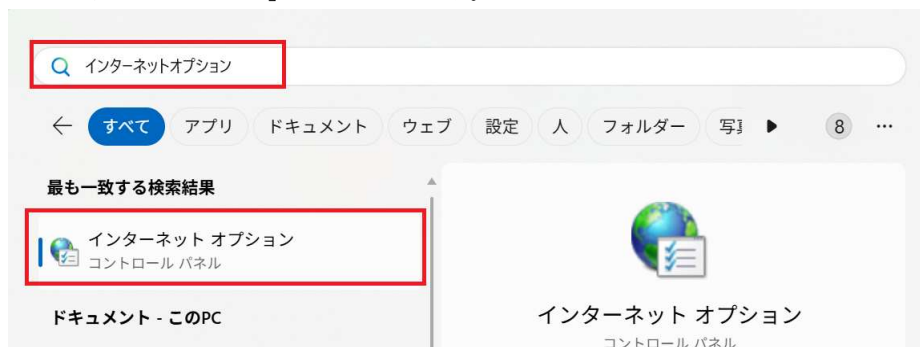 インターネットオプション
すべて アプリ ドキュメント ウェブ 設定 人 フォルダー 写 8 ...
最も一致する検索結果
インターネット オプション
コントロール パネル
ドキュメント - このPC
インターネット オプション
コントロール パネル